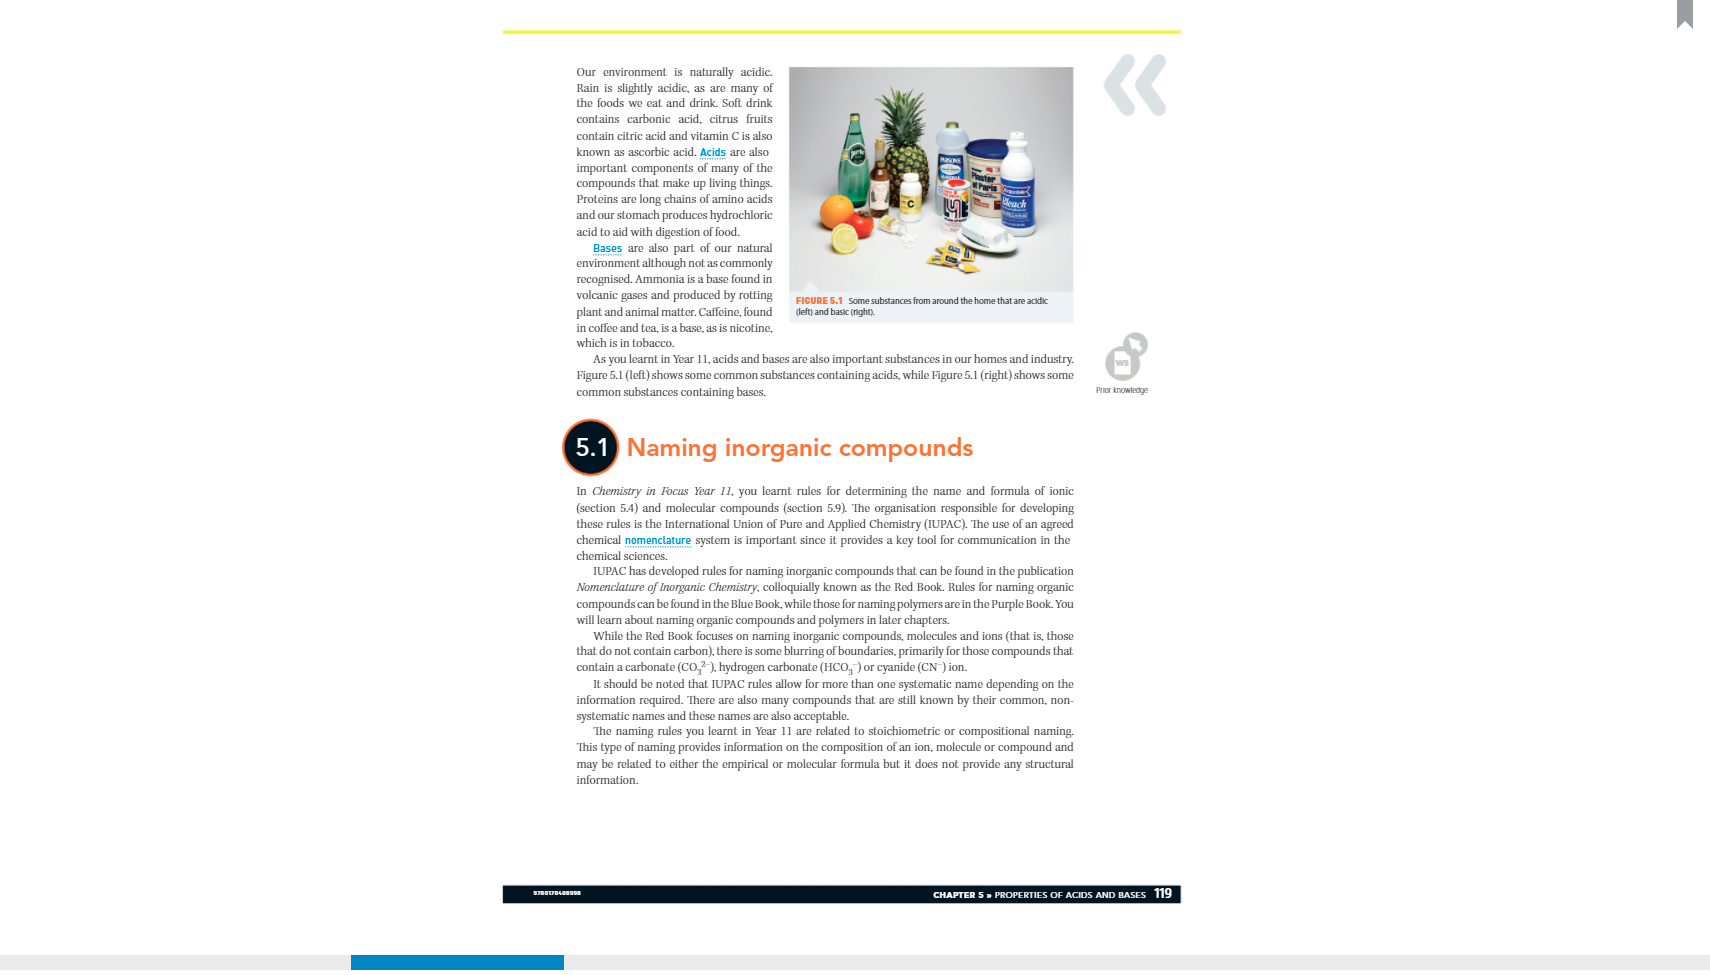 Our environment is naturally acidic.
Rain is slightly acidic, as are many of
the foods we eat and drink. Soft drink
contains carbonic acid, citrus fruits
contain citric acid and vitamin C is also
known as ascorbic acid. Acids are also
important components of many of the
compounds that make up living things.
Proteins are long chains of amino acids
and our stomach produces hydrochloric
acid to aid with digestion of food.
Bases are also part of our natural
environment although not as commonly
recognised. Ammonia is a base found in
volcanic gases and produced by rotting
plant and animal matter. Caffeine, found
in coffee and tea, is a base, as is nicotine,
which is in tobacco.
perrier
PARSONS
Plaster
of Paris
Bleach
C
FIGURE 5.1 Some substances from around the home that are acidic
(left) and basic (right).
As you learnt in Year 11, acids and bases are also important substances in our homes and industry.
Figure 5.1 (left) shows some common substances containing acids, while Figure 5.1 (right) shows some
common substances containing bases.
WS
Prior knowledge
5.1 Naming inorganic compounds
In Chemistry in Focus Year 11, you learnt rules for determining the name and formula of ionic
(section 5.4) and molecular compounds (section 5.9). The organisation responsible for developing
these rules is the International Union of Pure and Applied Chemistry (IUPAC). The use of an agreed
chemical nomenclature system is important since it provides a key tool for communication in the
chemical sciences.
IUPAC has developed rules for naming inorganic compounds that can be found in the publication
Nomenclature of Inorganic Chemistry, colloquially known as the Red Book. Rules for naming organic
compounds can be found in the Blue Book, while those for naming polymers are in the Purple Book. You
will learn about naming organic compounds and polymers in later chapters.
While the Red Book focuses on naming inorganic compounds, molecules and ions (that is, those
that do not contain carbon), there is some blurring of boundaries, primarily for those compounds that
contain a carbonate (CO₃²⁻), hydrogen carbonate (HCO₃⁻) or cyanide (CN⁻) ion.
It should be noted that IUPAC rules allow for more than one systematic name depending on the
information required. There are also many compounds that are still known by their common, non-
systematic names and these names are also acceptable.
The naming rules you learnt in Year 11 are related to stoichiometric or compositional naming.
This type of naming provides information on the composition of an ion, molecule or compound and
may be related to either the empirical or molecular formula but it does not provide any structural
information.
9780170408998
CHAPTER 5 » PROPERTIES OF ACIDS AND BASES 119